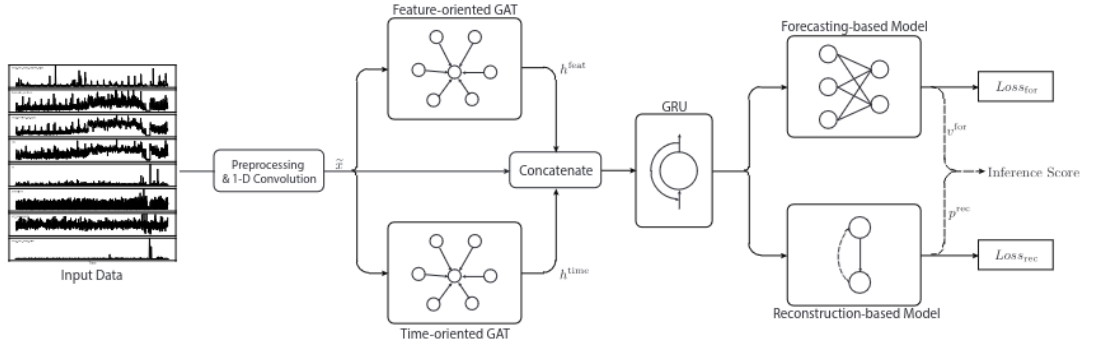 Feature-oriented GAT
Forecasting-based Model
h^feat
GRU
Loss_for
v^for
Preprocessing
& 1-D Convolution
x̃
Concatenate
Inference Score
p^rec
Input Data
h^time
Loss_rec
Time-oriented GAT
Reconstruction-based Model